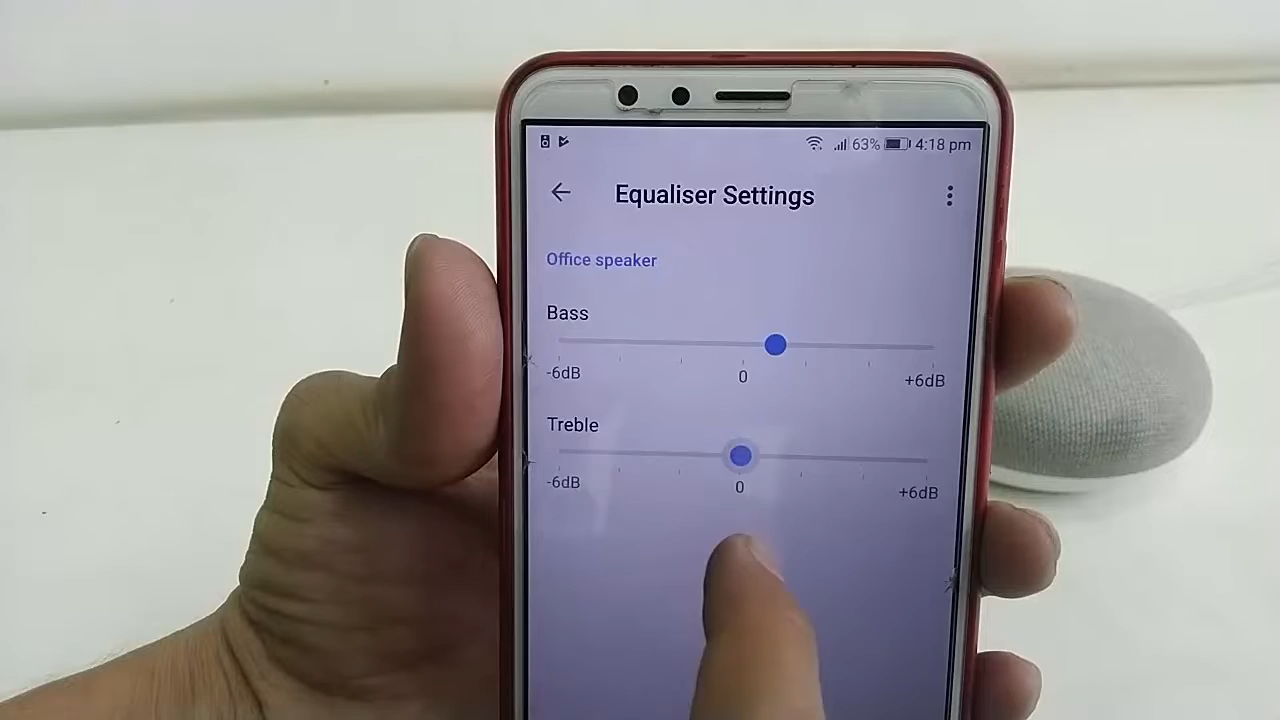 63% 4:18 pm
Equaliser Settings
Office speaker
Bass
-6dB 0 +6dB
Treble
-6dB 0 +6dB